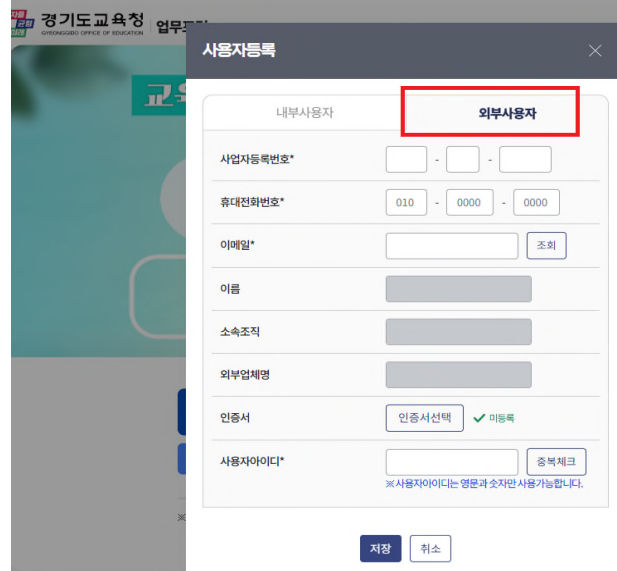 경기도교육청
GYEONGGIDO OFFICE OF EDUCATION
업무포
사용자등록
내부사용자 외부사용자
사업자등록번호* - -
휴대전화번호* 010 - 0000 - 0000
이메일* 조회
이름
소속조직
외부업체명
인증서 인증서선택 미등록
사용자아이디* 중복체크
※사용자아이디는 영문과 숫자만 사용가능합니다.
저장 취소
※